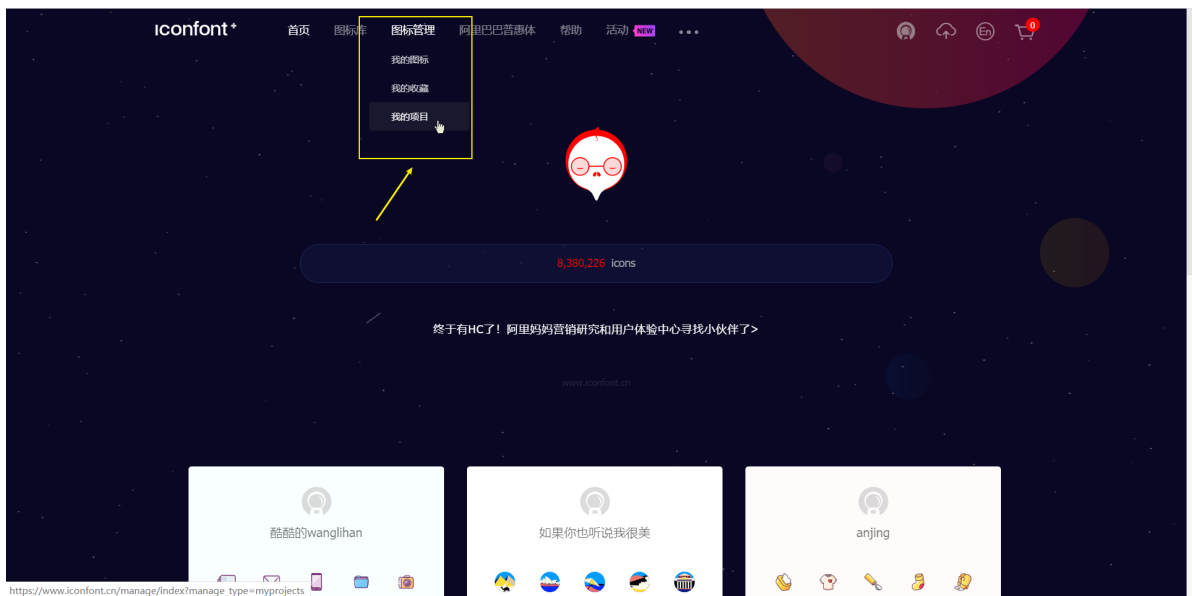 ıconfont+ 首页 图标库 图标管理 阿里巴巴普惠体 帮助 活动 NEW ••• En 0
我的图标
我的收藏
我的项目
8,380,226 icons
终于有HC了！阿里妈妈营销研究和用户体验中心寻找小伙伴了>
www.iconfont.cn
酷酷的wanglihan 如果你也听说我很美 anjing
https://www.iconfont.cn/manage/index?manage_type=myprojects